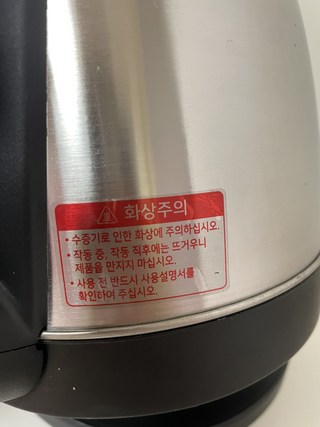 화상주의
• 수증기로 인한 화상에 주의하십시오.
• 작동 중, 작동 직후에는 뜨거우니
제품을 만지지 마십시오.
• 사용 전 반드시 사용설명서를
확인하여 주십시오.